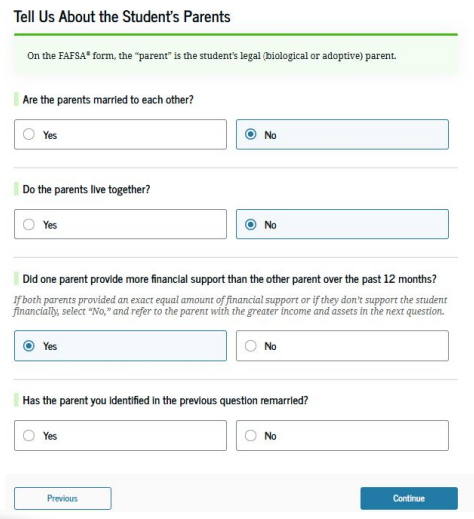 Tell Us About the Student's Parents
On the FAFSA® form, the "parent" is the student's legal (biological or adoptive) parent.
Are the parents married to each other?
Yes
No
Do the parents live together?
Yes
No
Did one parent provide more financial support than the other parent over the past 12 months?
If both parents provided an exact equal amount of financial support or if they don't support the student
financially, select "No," and refer to the parent with the greater income and assets in the next question.
Yes
No
Has the parent you identified in the previous question remarried?
Yes
No
Previous
Continue